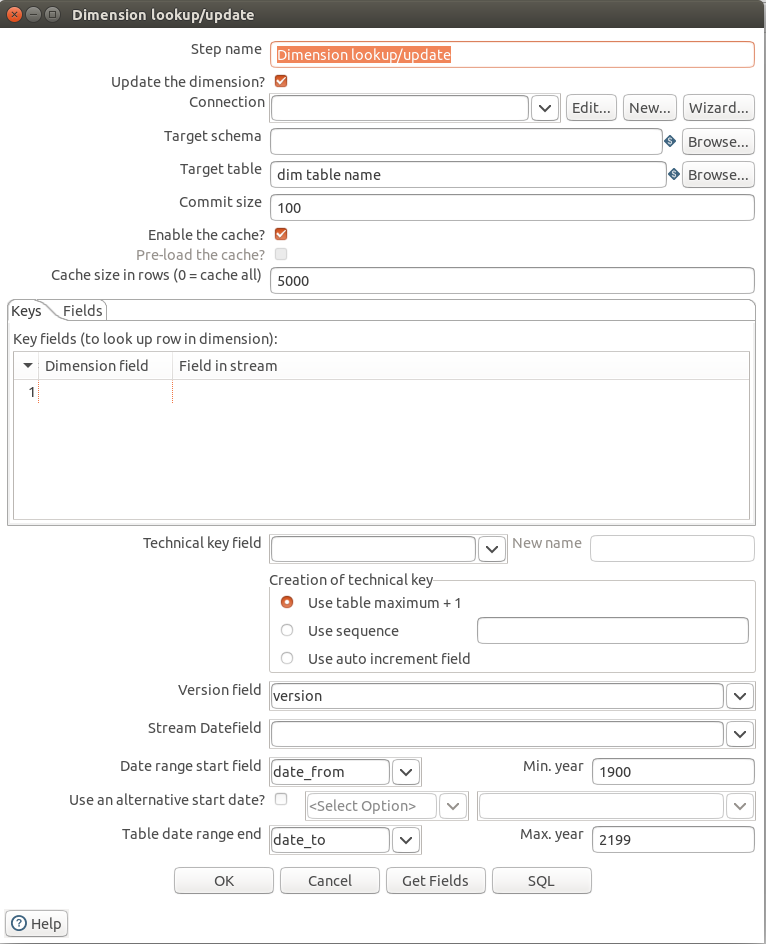 Dimension lookup/update
Step name Dimension lookup/update
Update the dimension?
Connection Edit... New... Wizard...
Target schema S Browse...
Target table dim table name S Browse...
Commit size 100
Enable the cache?
Pre-load the cache?
Cache size in rows (0 = cache all) 5000
Keys Fields
Key fields (to look up row in dimension):
Dimension field Field in stream
1
Technical key field New name
Creation of technical key
Use table maximum + 1
Use sequence
Use auto increment field
Version field version
Stream Datefield
Date range start field date_from Min. year 1900
Use an alternative start date? <Select Option>
Table date range end date_to Max. year 2199
OK Cancel Get Fields SQL
? Help